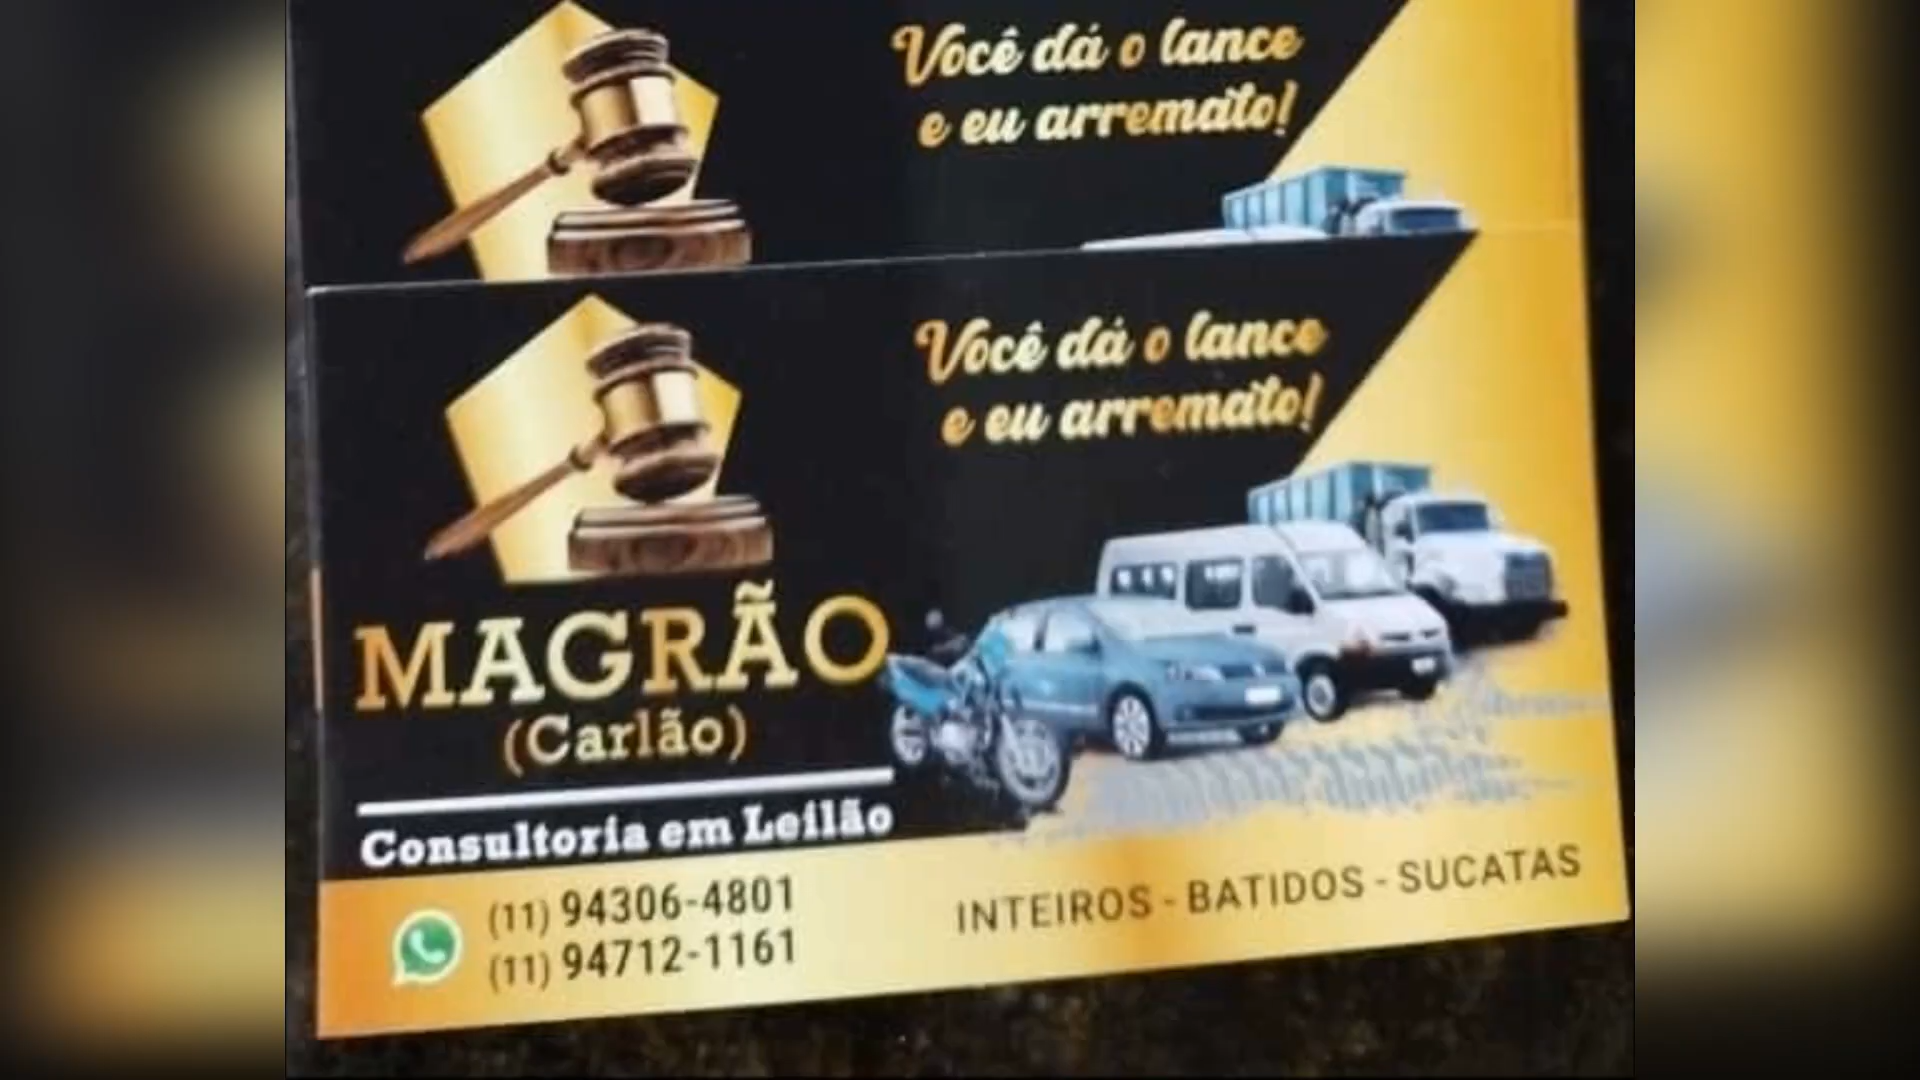 Você dá o lance
e eu arremato!
Você dá o lance
e eu arremato!
MAGRÃO
(Carlão)
Consultoria em Leilão
(11) 94306-4801
(11) 94712-1161
INTEIROS - BATIDOS - SUCATAS